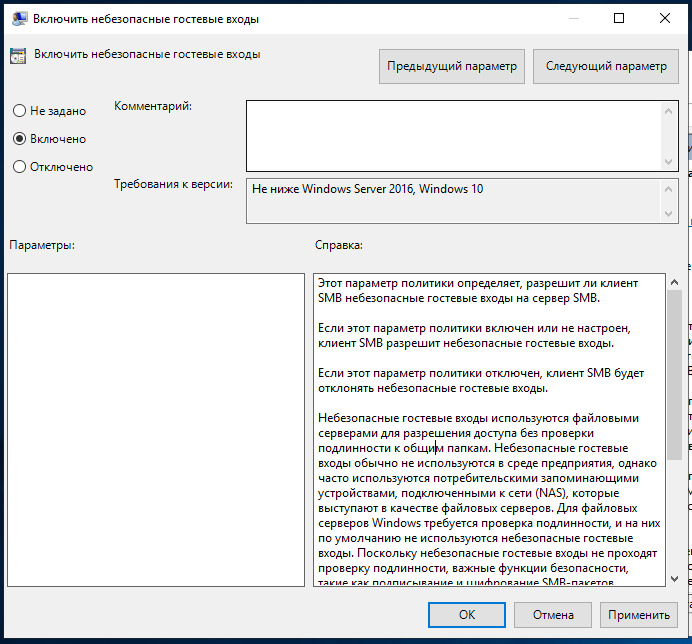 Включить небезопасные гостевые входы
Включить небезопасные гостевые входы
Предыдущий параметр
Следующий параметр
Не задано
Включено
Отключено
Комментарий:
Требования к версии:
Не ниже Windows Server 2016, Windows 10
Параметры:
Справка:
Этот параметр политики определяет, разрешит ли клиент
SMB небезопасные гостевые входы на сервер SMB.
Если этот параметр политики включен или не настроен,
клиент SMB разрешит небезопасные гостевые входы.
Если этот параметр политики отключен, клиент SMB будет
отклонять небезопасные гостевые входы.
Небезопасные гостевые входы используются файловыми
серверами для разрешения доступа без проверки
подлинности к общим папкам. Небезопасные гостевые
входы обычно не используются в среде предприятия, однако
часто используются потребительскими запоминающими
устройствами, подключенными к сети (NAS), которые
выступают в качестве файловых серверов. Для файловых
серверов Windows требуется проверка подлинности, и на них
по умолчанию не используются небезопасные гостевые
входы. Поскольку небезопасные гостевые входы не проходят
проверку подлинности, важные функции безопасности,
такие как подписывание и шифрование SMB-пакетов
ОК
Отмена
Применить